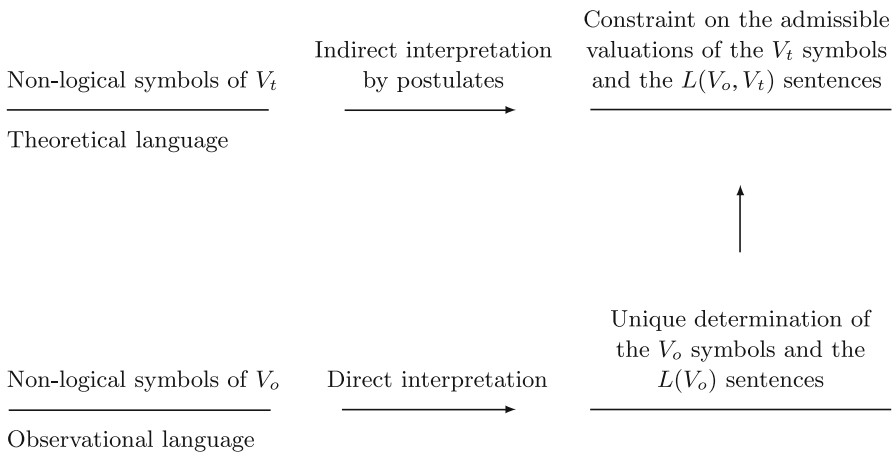 Non-logical symbols of V_t
Theoretical language
Indirect interpretation
by postulates
Constraint on the admissible
valuations of the V_t symbols
and the L(V_o, V_t) sentences
Non-logical symbols of V_o
Observational language
Direct interpretation
Unique determination of
the V_o symbols and the
L(V_o) sentences